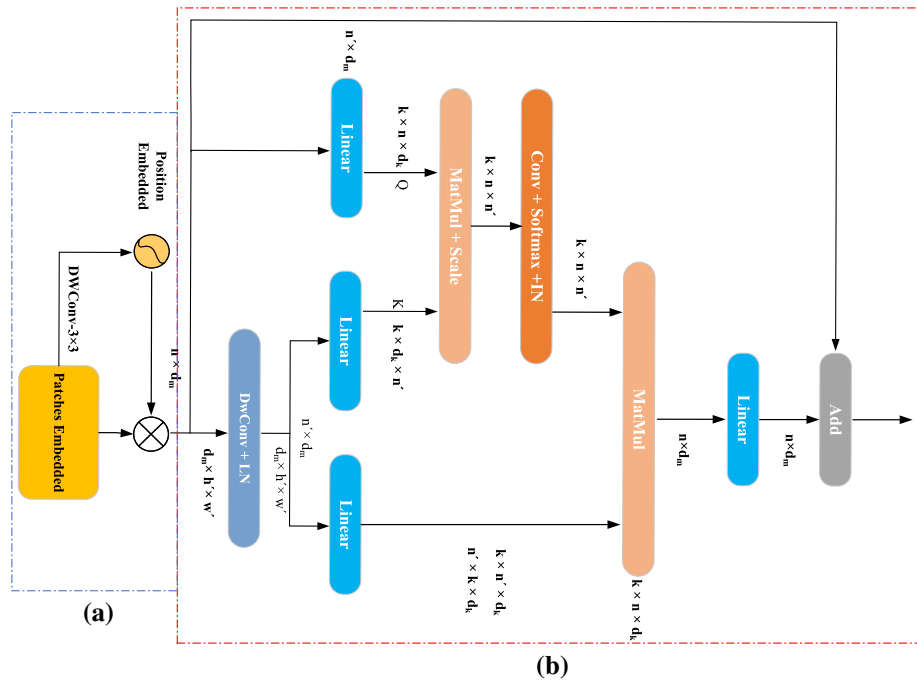 Patches Embedded
DWConv-3×3
Position
Embedded
n × dₘ
(a)
n´× dₘ
Linear
k × n × dₖ Q
MatMul + Scale
k × n × n´
Conv + Softmax +IN
k × n × n´
dₘ× h´× w´
DwConv + LN
n´× dₘ
dₘ× h´× w´
Linear
K
k × dₖ × n´
Linear
k × n´ × dₖ
n´ × k × dₖ
MatMul
k × n × dₖ
n×dₘ
Linear
n×dₘ
Add
(b)